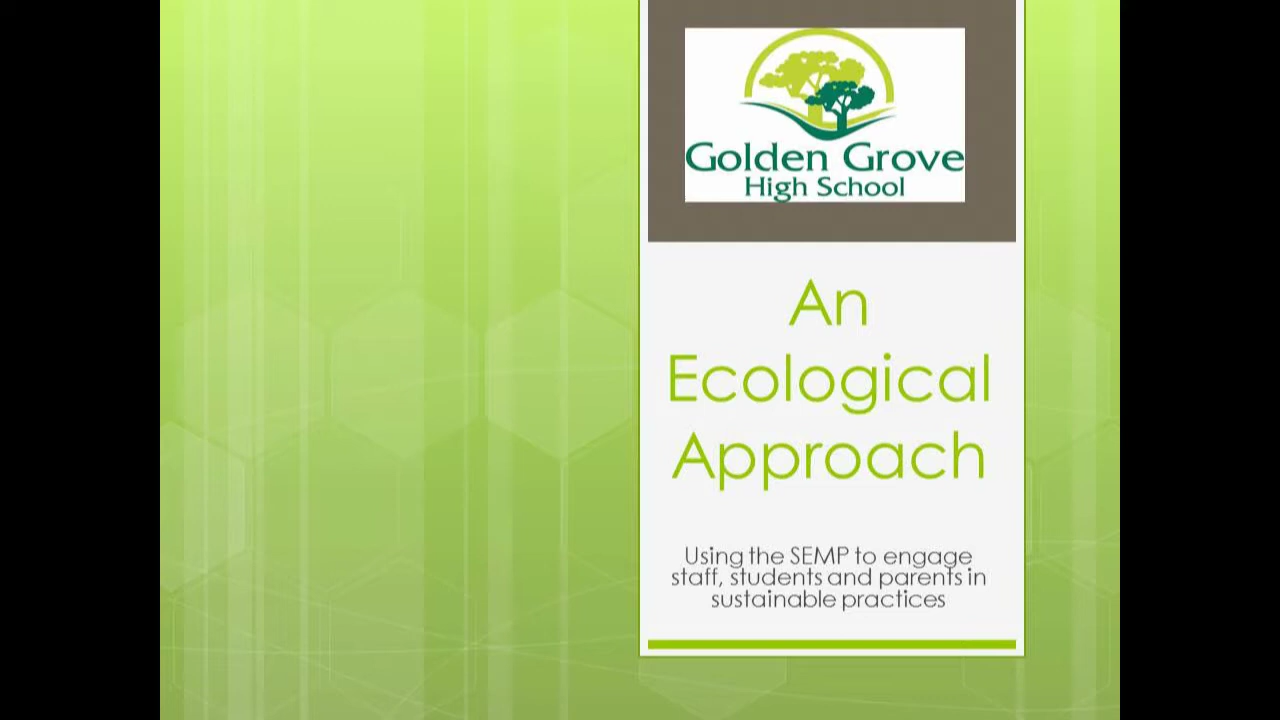 Golden Grove
High School
An
Ecological
Approach
Using the SEMP to engage
staff, students and parents in
sustainable practices